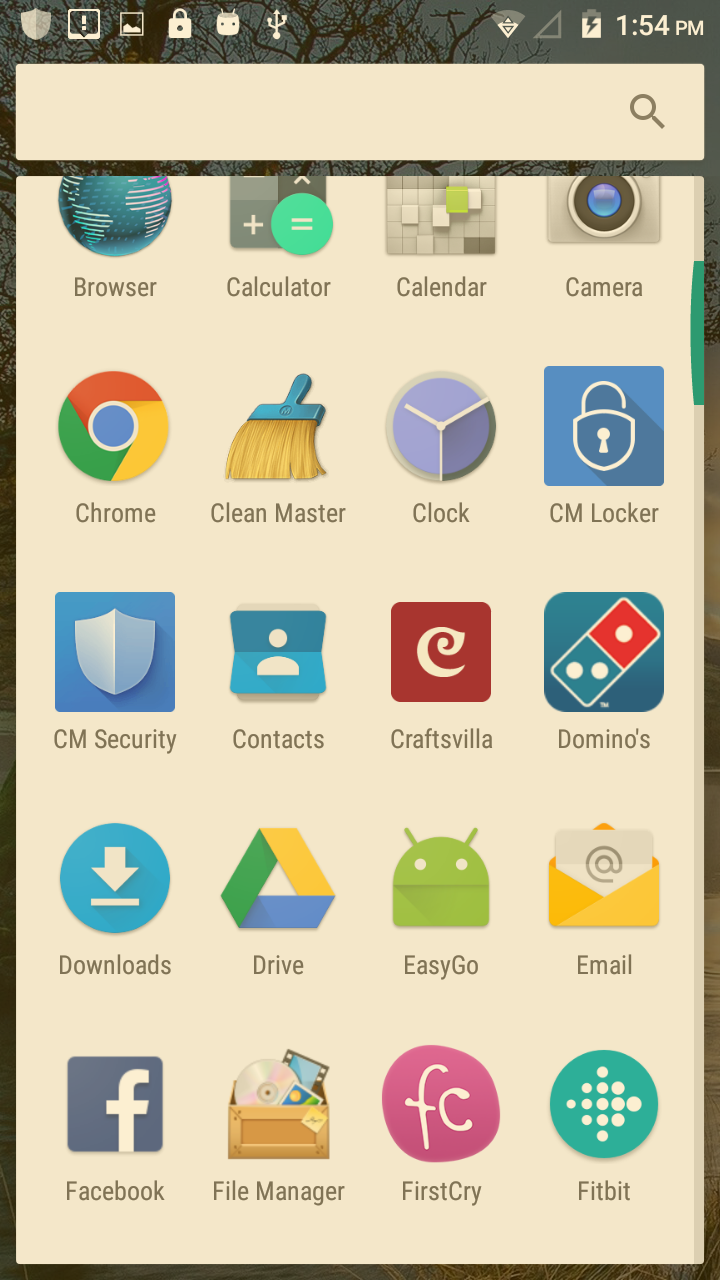 1:54 PM
Browser Calculator Calendar Camera
Chrome Clean Master Clock CM Locker
CM Security Contacts Craftsvilla Domino's
Downloads Drive EasyGo Email
Facebook File Manager FirstCry Fitbit